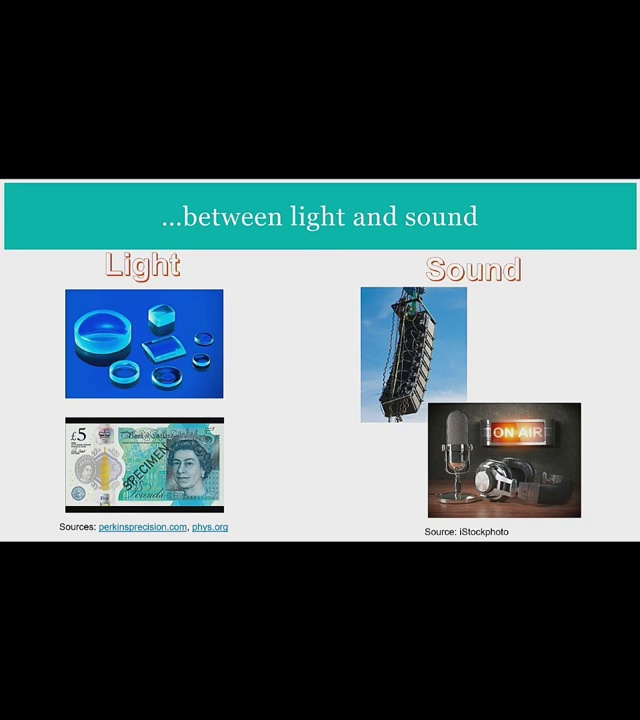 ...between light and sound
Light
Sound
£5
Bank of England
SPECIMEN
Pounds
ON AIR
Sources: perkinsprecision.com, phys.org
Source: iStockphoto